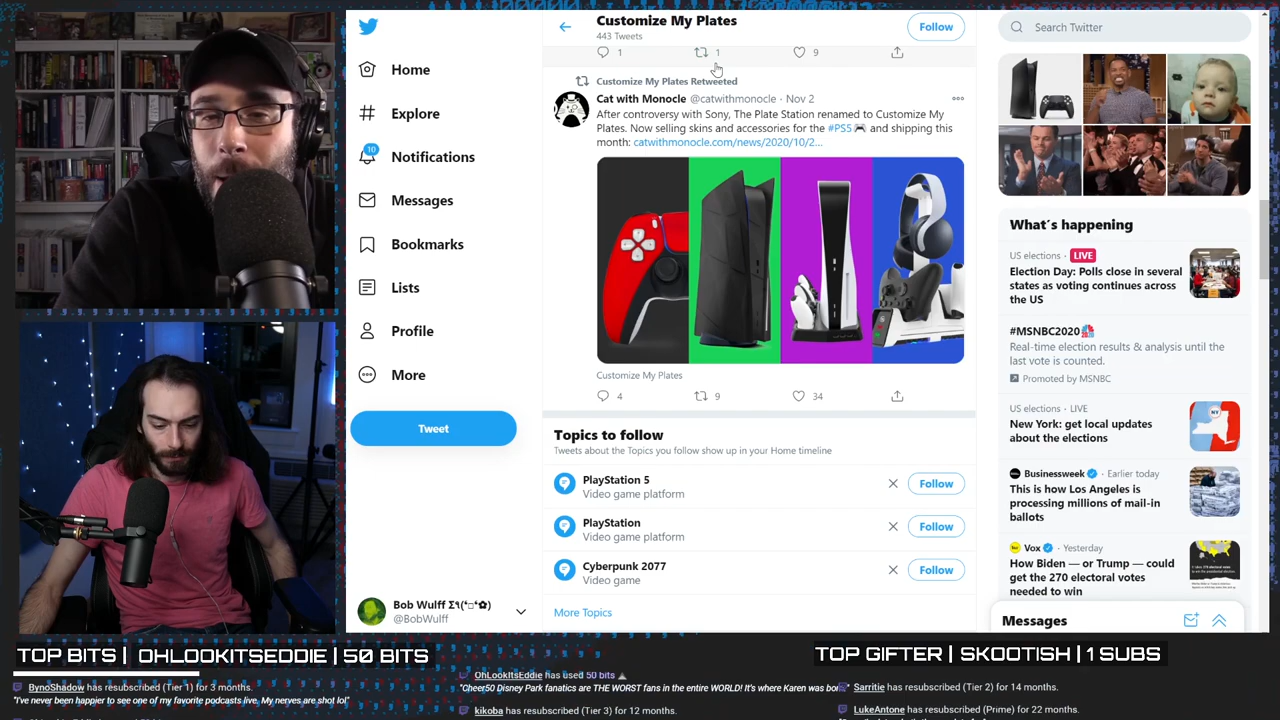 Home
Explore
10
Notifications
Messages
Bookmarks
Lists
Profile
More
Tweet
Bob Wulff Σ٩(*□*✿)
@BobWulff
Customize My Plates
443 Tweets
Follow
1
1
9
Customize My Plates Retweeted
Cat with Monocle @catwithmonocle · Nov 2
After controversy with Sony, The Plate Station renamed to Customize My
Plates. Now selling skins and accessories for the #PS5 and shipping this
month: catwithmonocle.com/news/2020/10/2...
Customize My Plates
4
9
34
Topics to follow
Tweets about the Topics you follow show up in your Home timeline
PlayStation 5
Video game platform
Follow
PlayStation
Video game platform
Follow
Cyberpunk 2077
Video game
Follow
More Topics
Search Twitter
What's happening
US elections · LIVE
Election Day: Polls close in several
states as voting continues across
the US
#MSNBC2020
Real-time election results & analysis until the
last vote is counted.
Promoted by MSNBC
US elections · LIVE
New York: get local updates
about the elections
Businessweek · Earlier today
This is how Los Angeles is
processing millions of mail-in
ballots
Vox · Yesterday
How Biden — or Trump — could
get the 270 electoral votes
needed to win
Messages
TOP BITS | OHLOOKITSEDDIE | 50 BITS
TOP GIFTER | SKOOTISH | 1 SUBS
BynoShadow has resubscribed (Tier 1) for 3 months.
"I've never been happier to see one of my favorite podcasts live. My nerves are shot lol"
OhLookItsEddie has used 50 bits
"Cheer50 Disney Park fanatics are THE WORST fans in the entire WORLD! It's where Karen was bor
kikoba has resubscribed (Tier 3) for 12 months.
Sarritie has resubscribed (Tier 2) for 14 months.
LukeAntone has resubscribed (Prime) for 22 months.